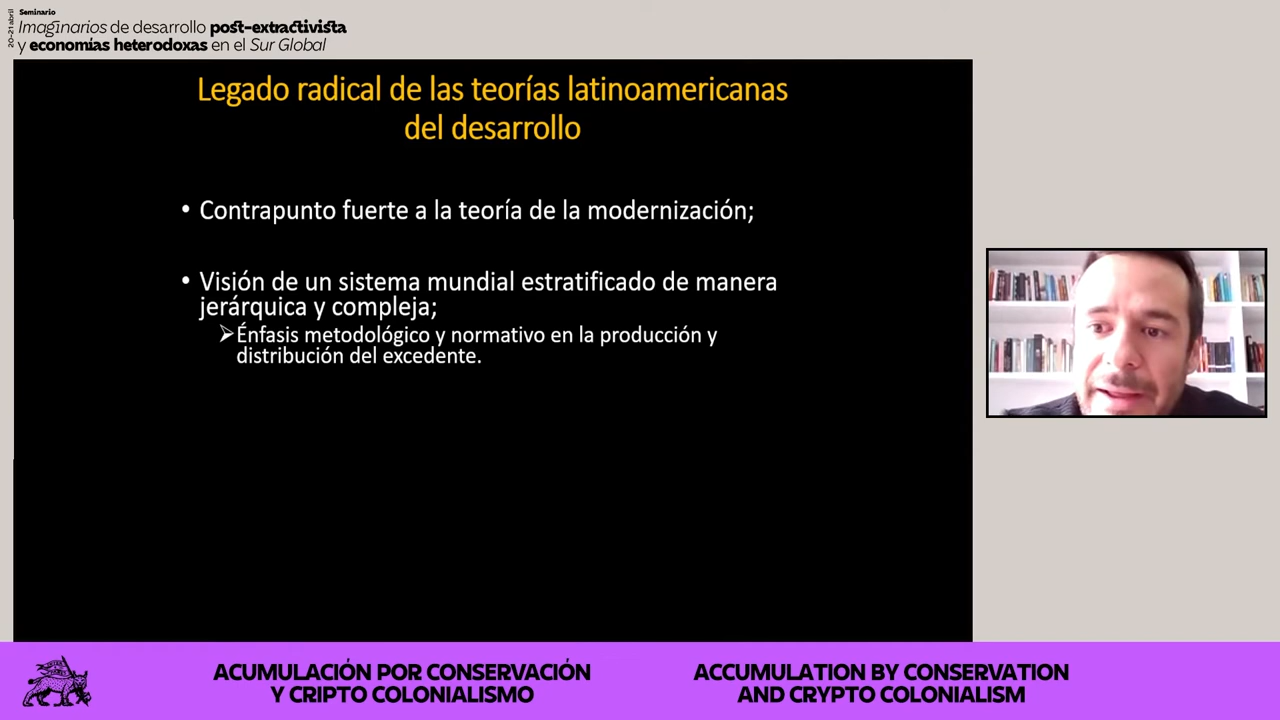 20-21 abril
Seminario
Imaginarios de desarrollo post-extractivista
y economías heterodoxas en el Sur Global
Legado radical de las teorías latinoamericanas
del desarrollo
• Contrapunto fuerte a la teoría de la modernización;
• Visión de un sistema mundial estratificado de manera
jerárquica y compleja;
➢Énfasis metodológico y normativo en la producción y
distribución del excedente.
ACUMULACIÓN POR CONSERVACIÓN
Y CRIPTO COLONIALISMO
ACCUMULATION BY CONSERVATION
AND CRYPTO COLONIALISM